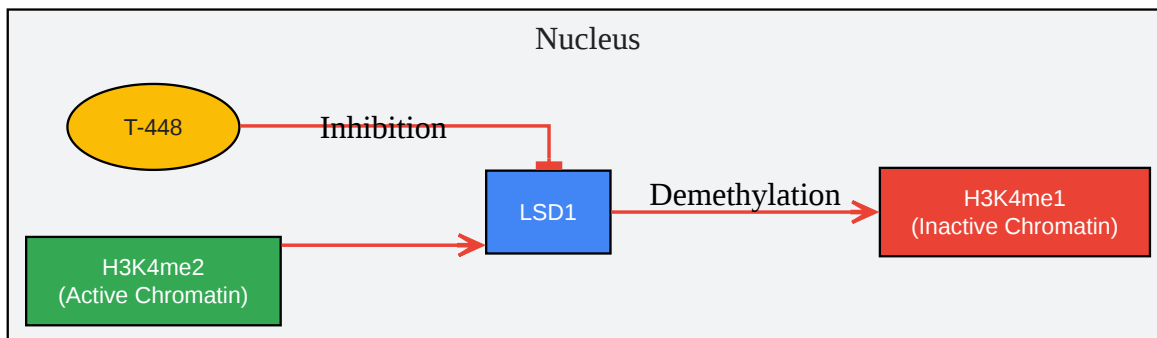 Nucleus
T-448
Inhibition
LSD1
Demethylation
H3K4me1
(Inactive Chromatin)
H3K4me2
(Active Chromatin)